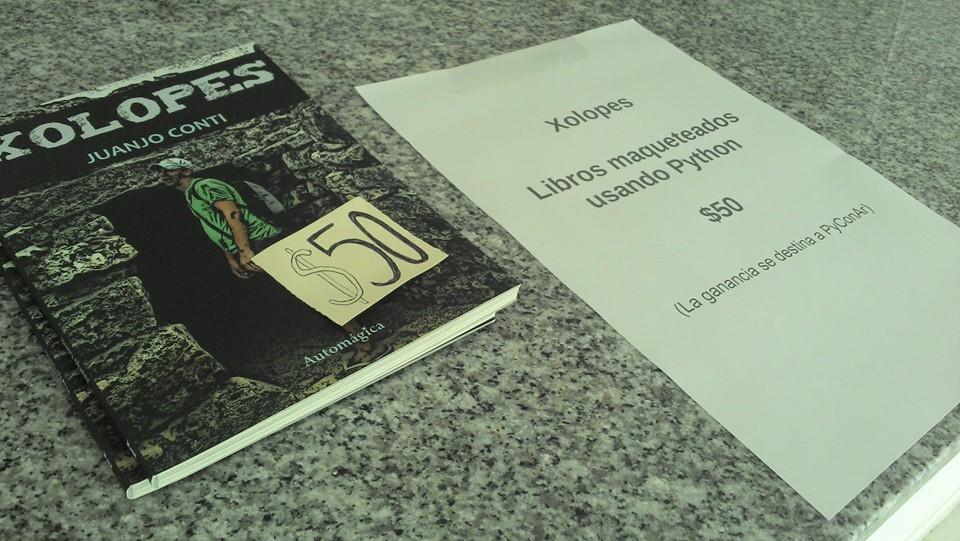 XOLOPES
JUANJO CONTI
$50
Automágica
Xolopes
Libros maqueteados
usando Python
$50
(La ganancia se destina a PyConAr)